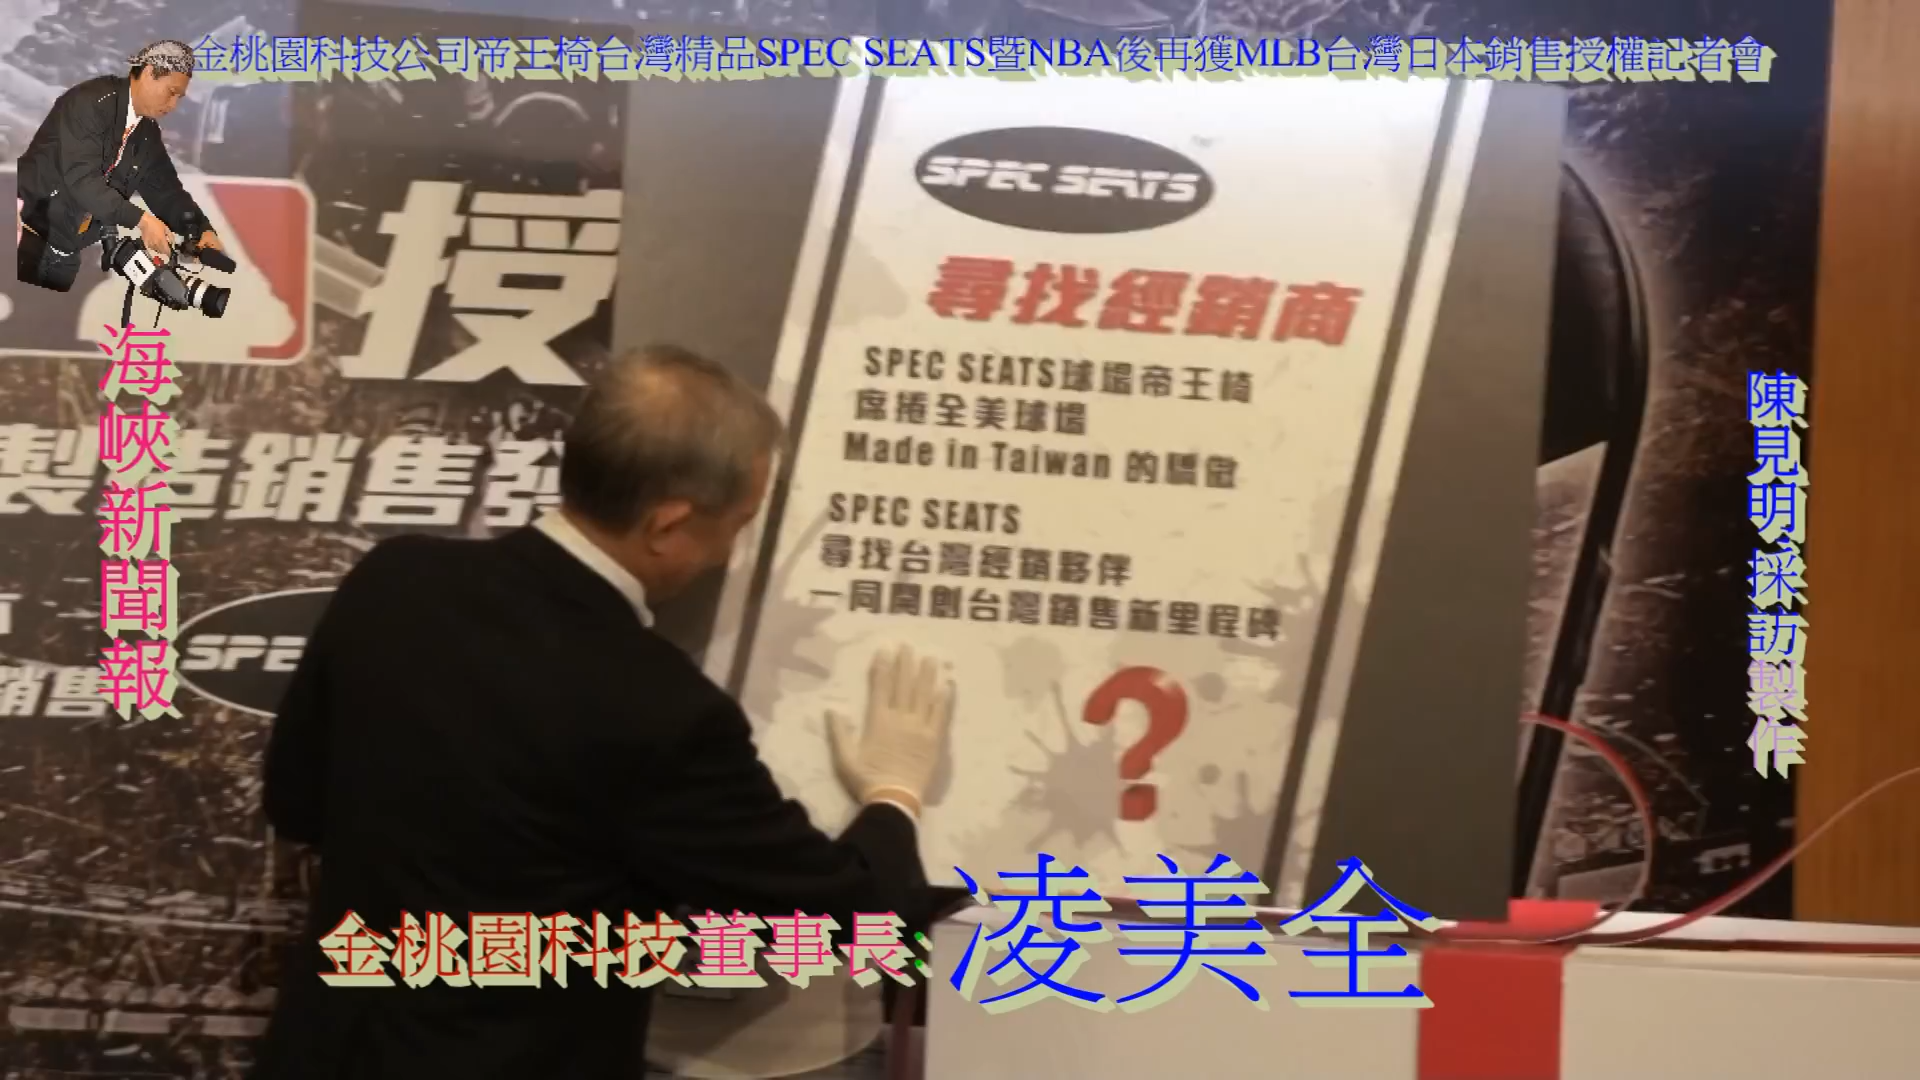 金桃園科技公司帝王椅台灣精品SPEC SEATS暨NBA後再獲MLB台灣日本銷售授權記者會
SPEC SEATS
授
尋找經銷商
SPEC SEATS球場帝王椅
席捲全美球場
Made in Taiwan 的驕傲
SPEC SEATS
尋找台灣經銷夥伴
一同開創台灣銷售新里程碑
?
製造銷售發
SPE
銷售
海峽新聞報
陳見明.採訪製作
金桃園科技董事長:凌美全